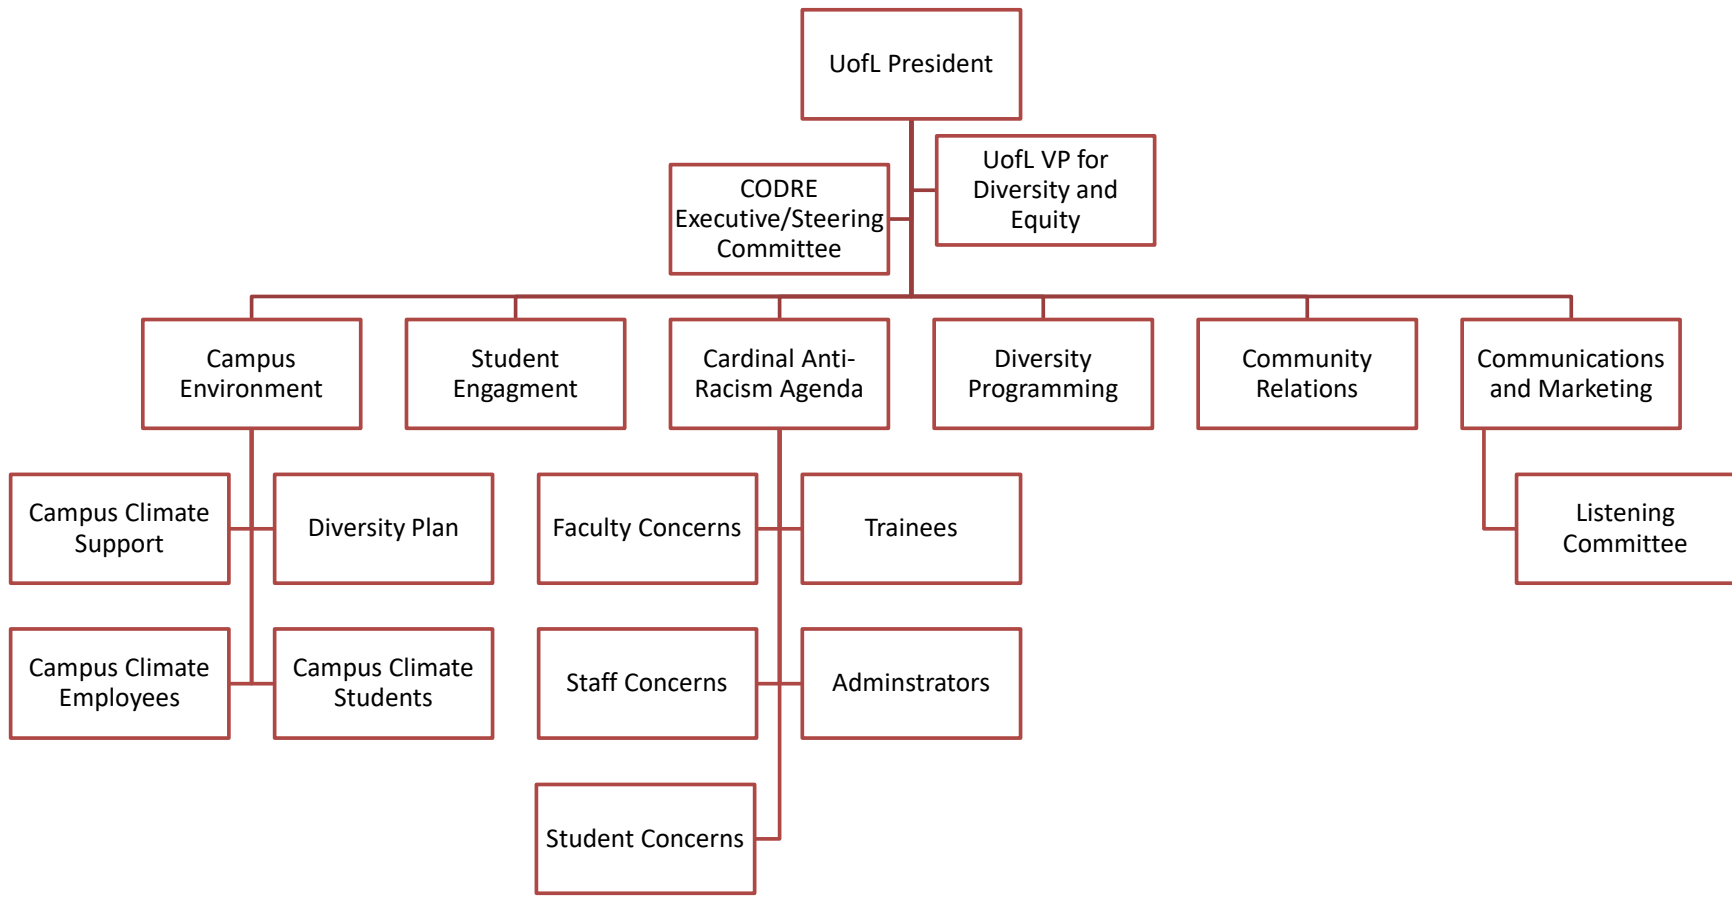 UofL President
UofL VP for
Diversity and
Equity
CODRE
Executive/Steering
Committee
Campus
Environment
Student
Engagment
Cardinal Anti-
Racism Agenda
Diversity
Programming
Community
Relations
Communications
and Marketing
Campus Climate
Support
Diversity Plan
Faculty Concerns
Trainees
Listening
Committee
Campus Climate
Employees
Campus Climate
Students
Staff Concerns
Adminstrators
Student Concerns